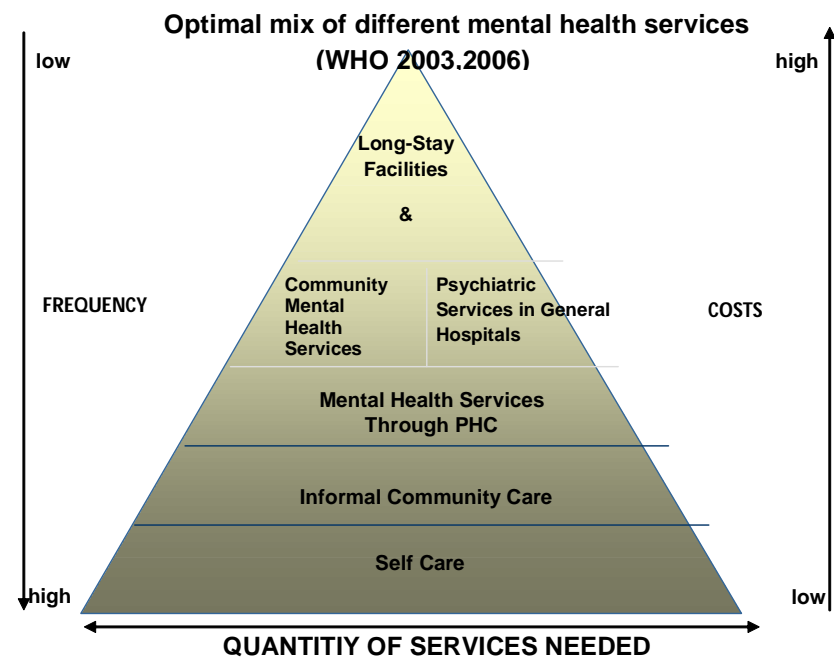 Optimal mix of different mental health services
(WHO 2003,2006)
low
high
Long-Stay
Facilities
&
FREQUENCY
Community
Mental
Health
Services
Psychiatric
Services in General
Hospitals
COSTS
Mental Health Services
Through PHC
Informal Community Care
Self Care
high
low
QUANTITIY OF SERVICES NEEDED